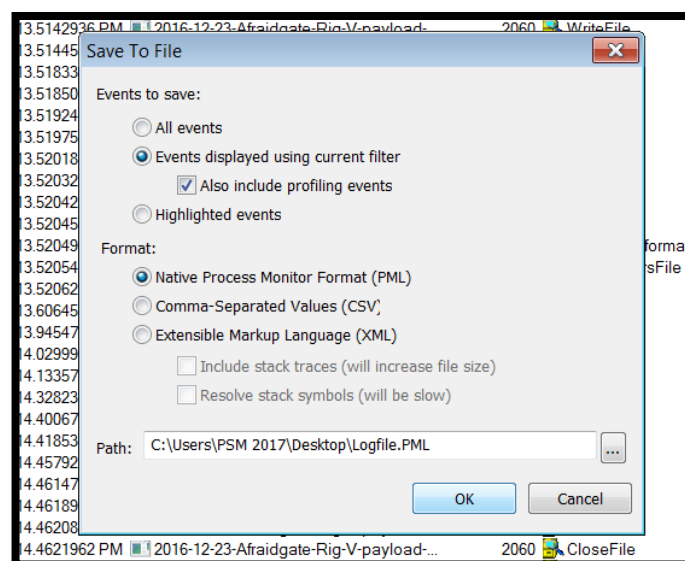 13.5142936 PM 2016-12-23-Afraidgate-Rig-V-payload-... 2060 WriteFile
13.51445
Save To File
13.51833
13.51850
Events to save:
13.51924
All events
13.51975
13.52018
Events displayed using current filter
13.52032
Also include profiling events
13.52042
13.52045
Highlighted events
13.52049
Format:
forma
13.52054
Native Process Monitor Format (PML)
rsFile
13.52062
13.60645
Comma-Separated Values (CSV)
13.94547
Extensible Markup Language (XML)
14.02999
Include stack traces (will increase file size)
14.13357
14.32823
Resolve stack symbols (will be slow)
14.40067
14.41853
Path: C:\Users\PSM 2017\Desktop\Logfile.PML ...
14.45792
14.46147
14.46189
OK Cancel
14.46208
14.4621962 PM 2016-12-23-Afraidgate-Rig-V-payload-... 2060 CloseFile